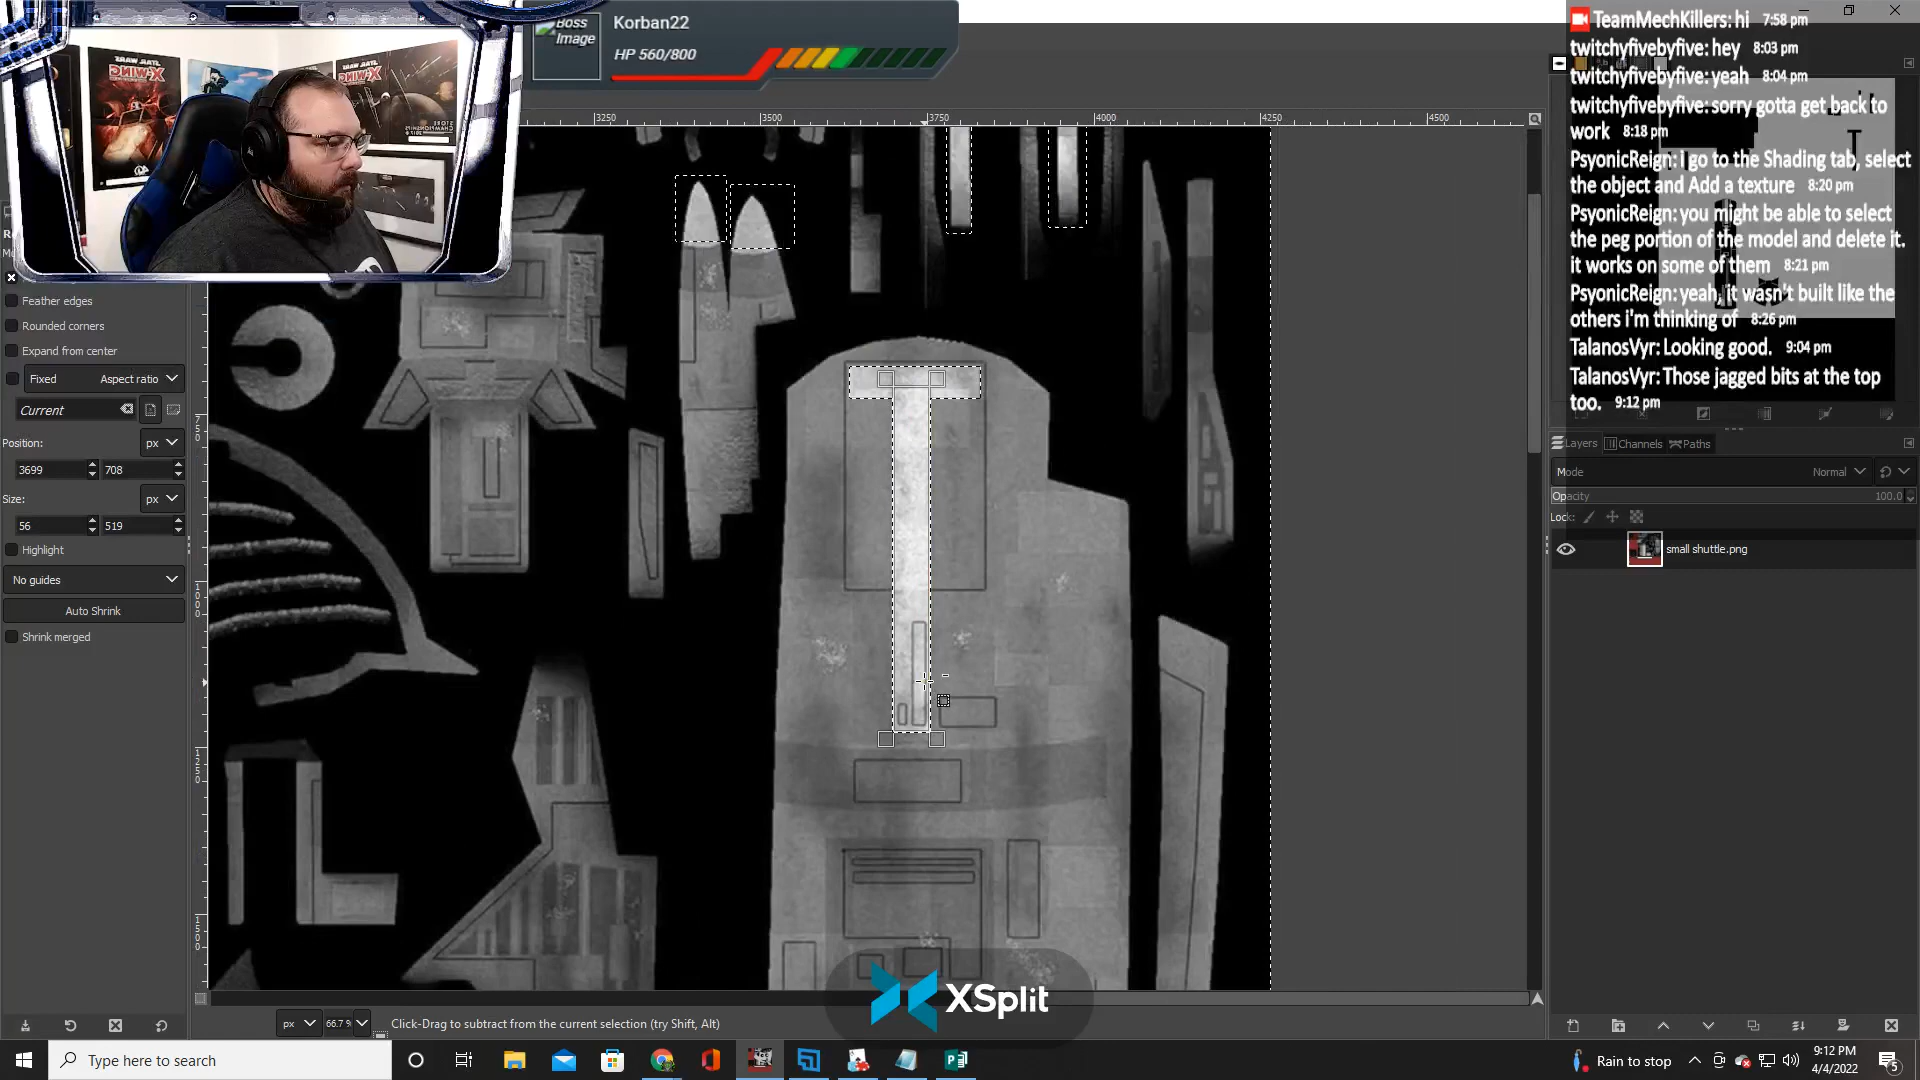 Boss
Image
Korban22
HP 560/800
TeamMechKillers: hi 7:58 pm
twitchyfivebyfive: hey 8:03 pm
twitchyfivebyfive: yeah 8:04 pm
twitchyfivebyfive: sorry gotta get back to
work 8:18 pm
PsyonicReign: i go to the Shading tab, select
the object and Add a texture 8:20 pm
PsyonicReign: you might be able to select
the peg portion of the model and delete it.
it works on some of them 8:21 pm
PsyonicReign: yeah, it wasn't built like the
others i'm thinking of 8:26 pm
TalanosVyr: Looking good. 9:04 pm
TalanosVyr: Those jagged bits at the top
too. 9:12 pm
3250 3500 3750 4000 4250 4500
Feather edges
Rounded corners
Expand from center
Fixed Aspect ratio
Current
Position: px
3699 708
Size: px
56 519
Highlight
No guides
Auto Shrink
Shrink merged
Layers Channels Paths
Mode Normal
Opacity 100.0
Lock:
small shuttle.png
XSplit
px 66.7 % Click-Drag to subtract from the current selection (try Shift, Alt)
Type here to search
Rain to stop
9:12 PM
4/4/2022
5